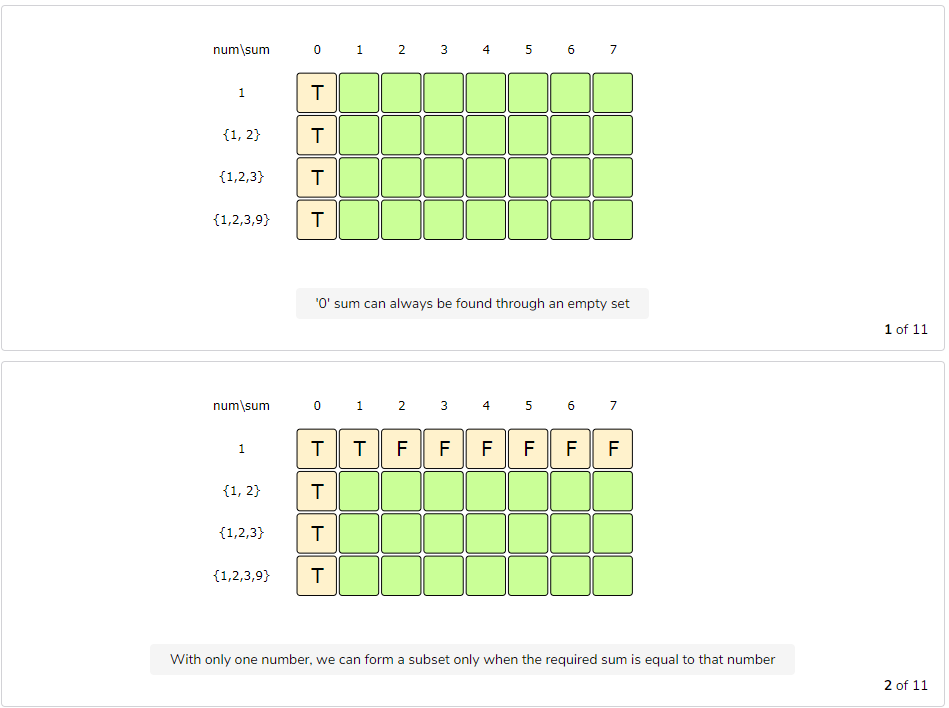 num\sum 0 1 2 3 4 5 6 7
1 T
{1, 2} T
{1,2,3} T
{1,2,3,9} T
'0' sum can always be found through an empty set
1 of 11
num\sum 0 1 2 3 4 5 6 7
1 T T F F F F F F
{1, 2} T
{1,2,3} T
{1,2,3,9} T
With only one number, we can form a subset only when the required sum is equal to that number
2 of 11